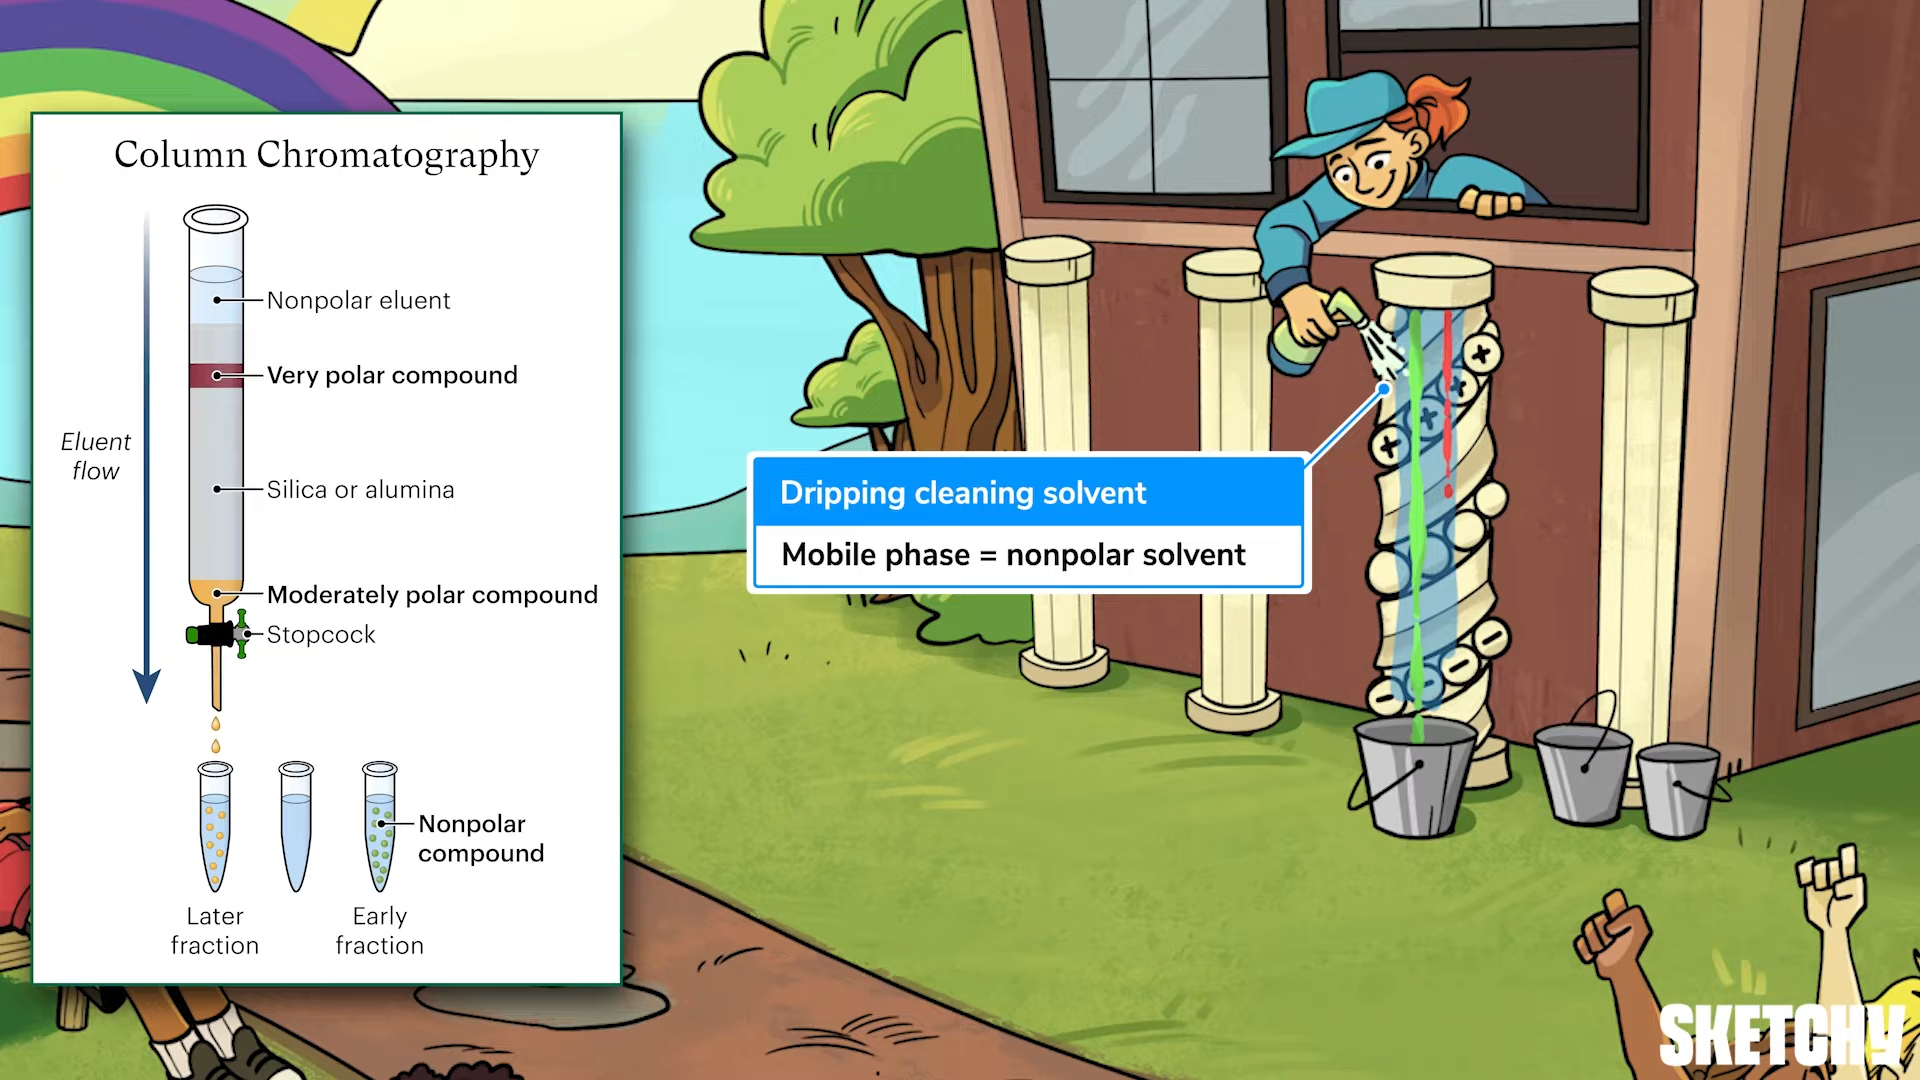 Column Chromatography
Nonpolar eluent
Very polar compound
Eluent
flow
Silica or alumina
Moderately polar compound
Stopcock
Nonpolar
compound
Later
fraction
Early
fraction
Dripping cleaning solvent
Mobile phase = nonpolar solvent
+
+
+
+
−
−
−
−
SKETCHY